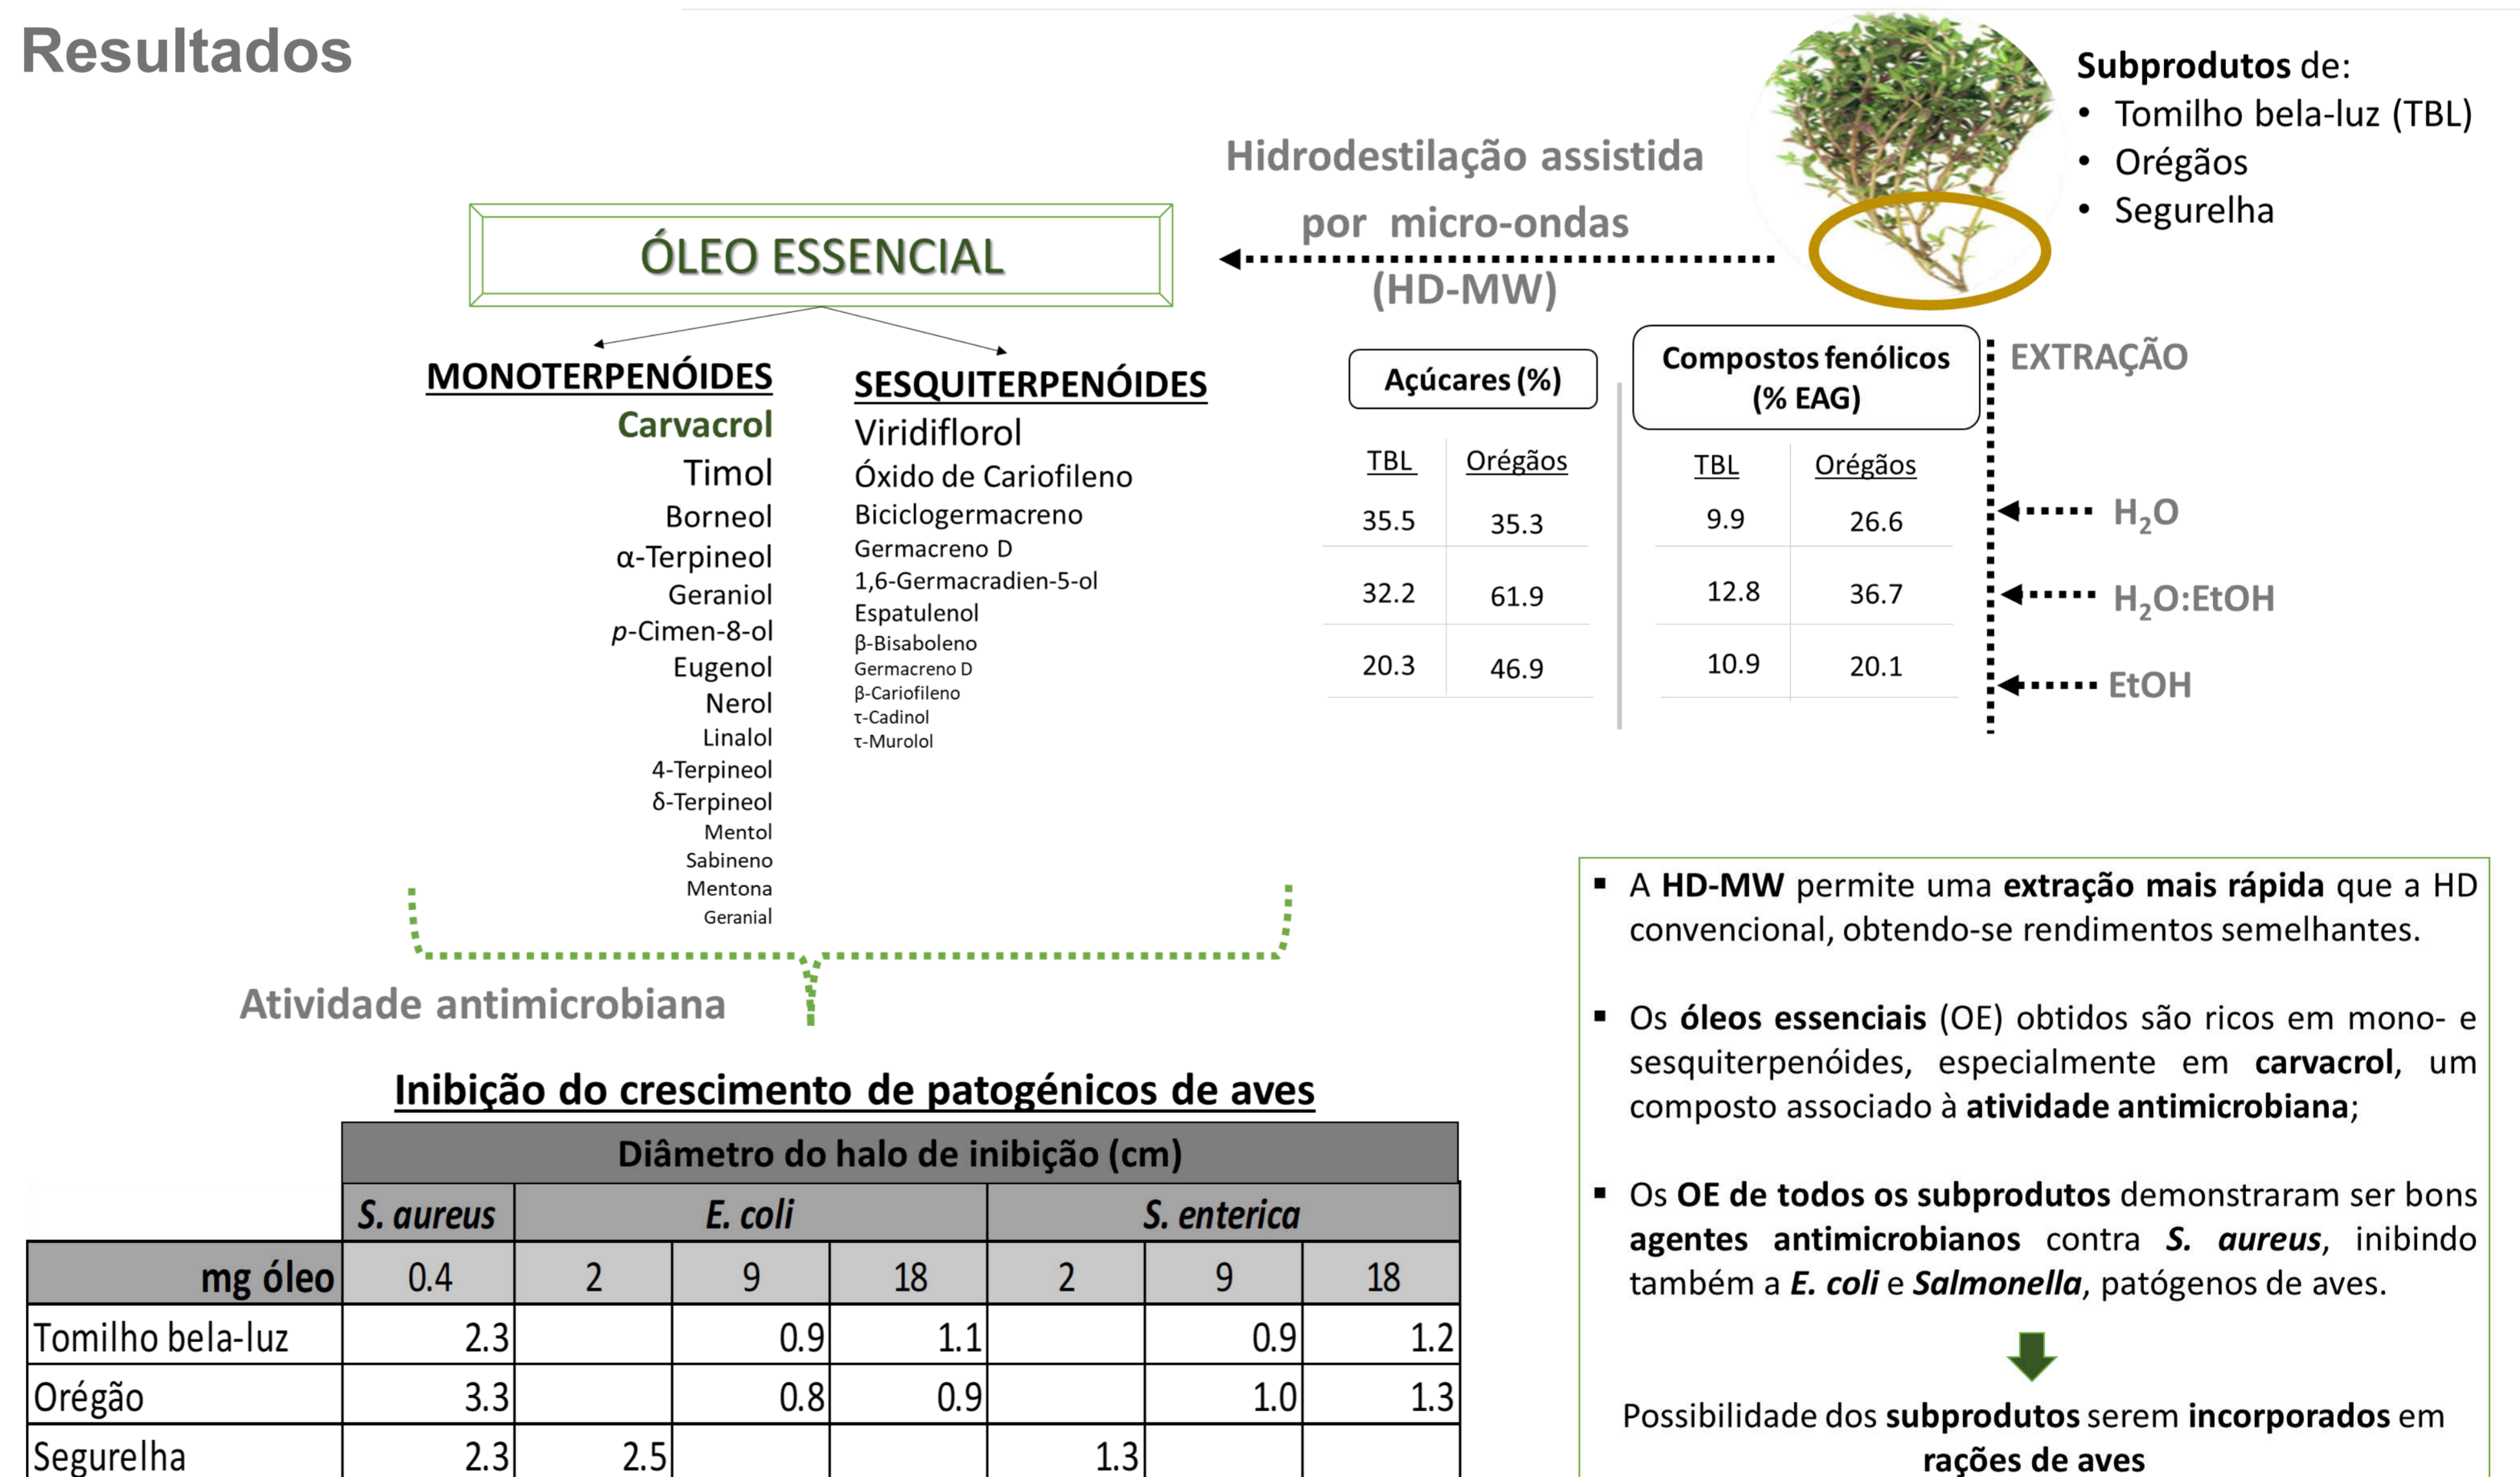 Resultados
Subprodutos de:
• Tomilho bela-luz (TBL)
• Orégãos
• Segurelha
Hidrodestilação assistida
por micro-ondas
(HD-MW)
ÓLEO ESSENCIAL
MONOTERPENÓIDES
Carvacrol
Timol
Borneol
α-Terpineol
Geraniol
p-Cimen-8-ol
Eugenol
Nerol
Linalol
4-Terpineol
δ-Terpineol
Mentol
Sabineno
Mentona
Geranial
SESQUITERPENÓIDES
Viridiflorol
Óxido de Cariofileno
Biciclogermacreno
Germacreno D
1,6-Germacradien-5-ol
Espatulenol
β-Bisaboleno
Germacreno D
β-Cariofileno
τ-Cadinol
τ-Murolol
Açúcares (%)
TBL Orégãos
35.5 35.3
32.2 61.9
20.3 46.9
Compostos fenólicos
(% EAG)
TBL Orégãos
9.9 26.6
12.8 36.7
10.9 20.1
EXTRAÇÃO
H₂O
H₂O:EtOH
EtOH
Atividade antimicrobiana
Inibição do crescimento de patogénicos de aves
Diâmetro do halo de inibição (cm)
S. aureus E. coli S. enterica
mg óleo 0.4 2 9 18 2 9 18
Tomilho bela-luz 2.3 0.9 1.1 0.9 1.2
Orégão 3.3 0.8 0.9 1.0 1.3
Segurelha 2.3 2.5 1.3
▪ A HD-MW permite uma extração mais rápida que a HD
convencional, obtendo-se rendimentos semelhantes.
▪ Os óleos essenciais (OE) obtidos são ricos em mono- e
sesquiterpenóides, especialmente em carvacrol, um
composto associado à atividade antimicrobiana;
▪ Os OE de todos os subprodutos demonstraram ser bons
agentes antimicrobianos contra S. aureus, inibindo
também a E. coli e Salmonella, patógenos de aves.
Possibilidade dos subprodutos serem incorporados em
rações de aves